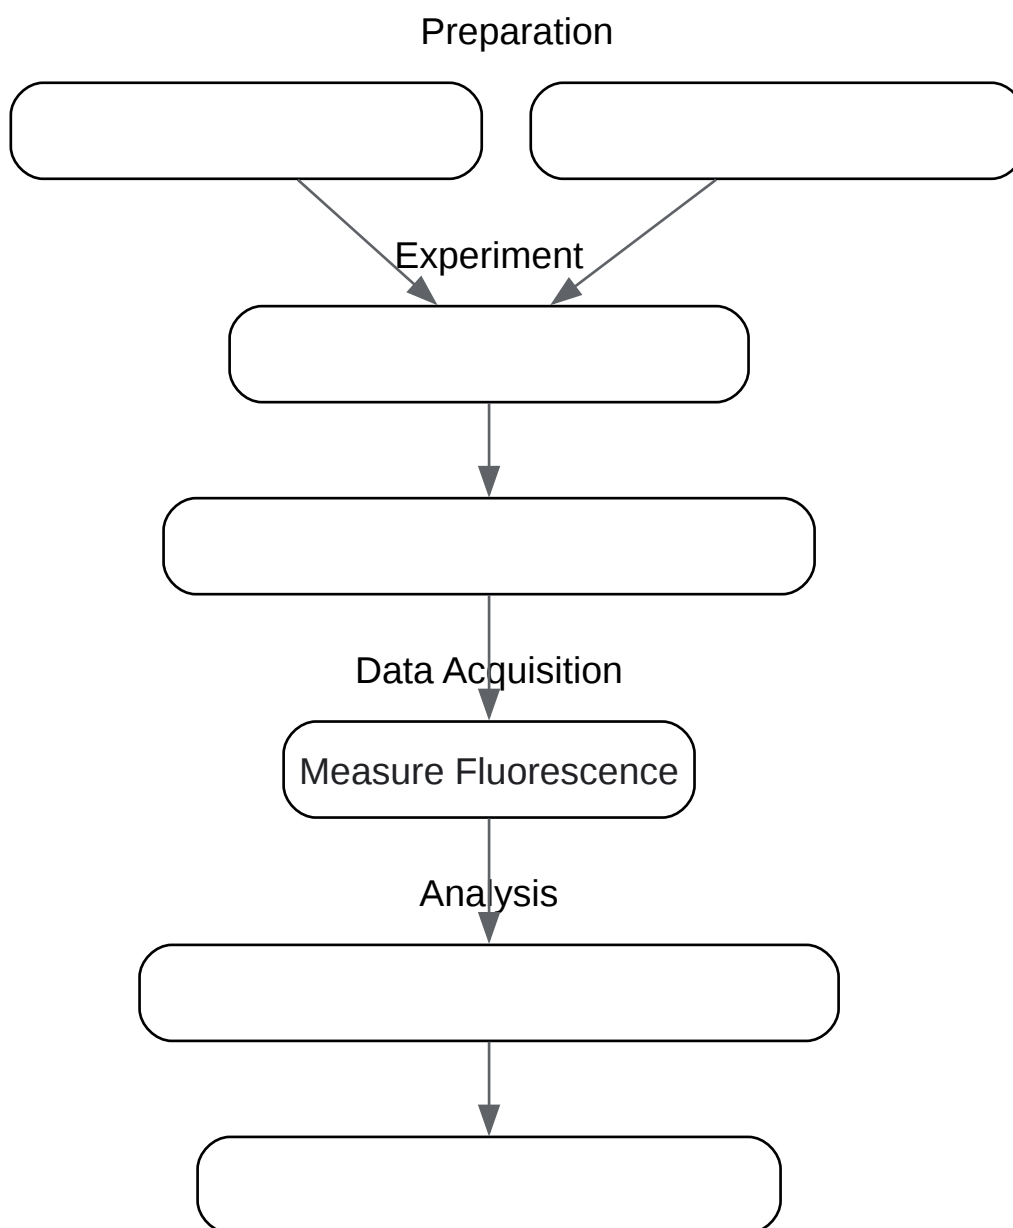 Preparation
Experiment
Data Acquisition
Measure Fluorescence
Analysis